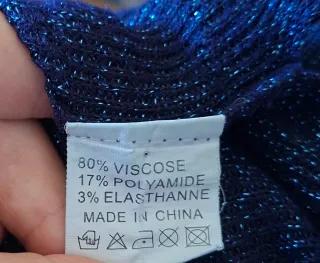 80% VISCOSE
17% POLYAMIDE
3% ELASTHANNE
MADE IN CHINA